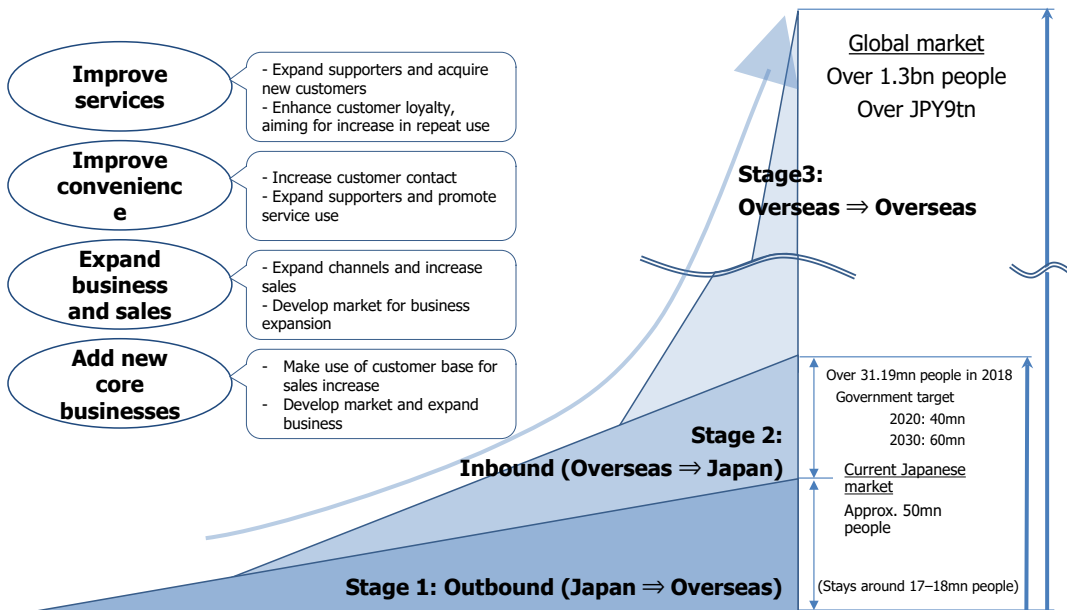 Improve
services
- Expand supporters and acquire
new customers
- Enhance customer loyalty,
aiming for increase in repeat use
Improve
convenienc
e
- Increase customer contact
- Expand supporters and promote
service use
Expand
business
and sales
- Expand channels and increase
sales
- Develop market for business
expansion
Add new
core
businesses
- Make use of customer base for
sales increase
- Develop market and expand
business
Global market
Over 1.3bn people
Over JPY9tn
Stage3:
Overseas ⇒ Overseas
Over 31.19mn people in 2018
Government target
2020: 40mn
2030: 60mn
Stage 2:
Inbound (Overseas ⇒ Japan)
Current Japanese
market
Approx. 50mn
people
Stage 1: Outbound (Japan ⇒ Overseas)
(Stays around 17–18mn people)